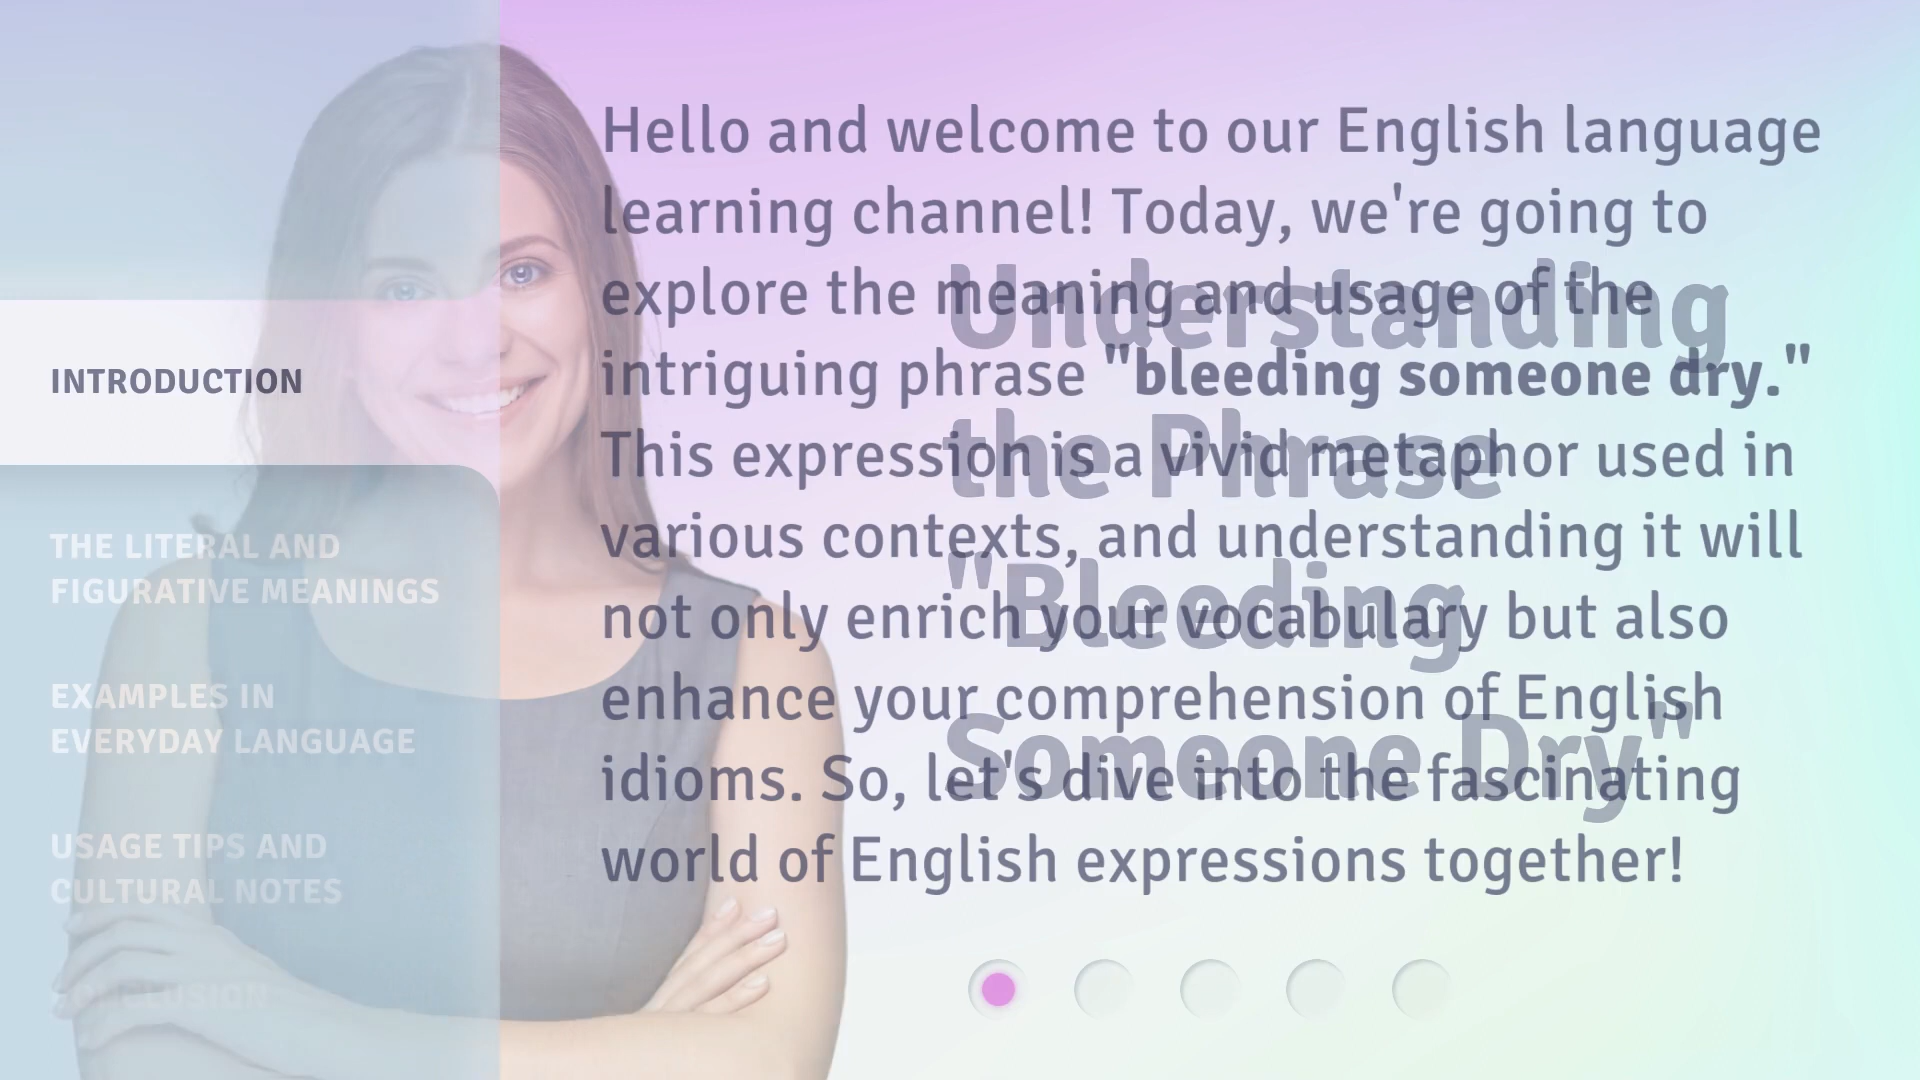 INTRODUCTION
THE LITERAL AND
FIGURATIVE MEANINGS
EXAMPLES IN
EVERYDAY LANGUAGE
USAGE TIPS AND
CULTURAL NOTES
CONCLUSION
Hello and welcome to our English language
learning channel! Today, we're going to
explore the meaning and usage of the
intriguing phrase "bleeding someone dry."
This expression is a vivid metaphor used in
various contexts, and understanding it will
not only enrich your vocabulary but also
enhance your comprehension of English
idioms. So, let's dive into the fascinating
world of English expressions together!
Understanding
the Phrase
"Bleeding
Someone Dry"